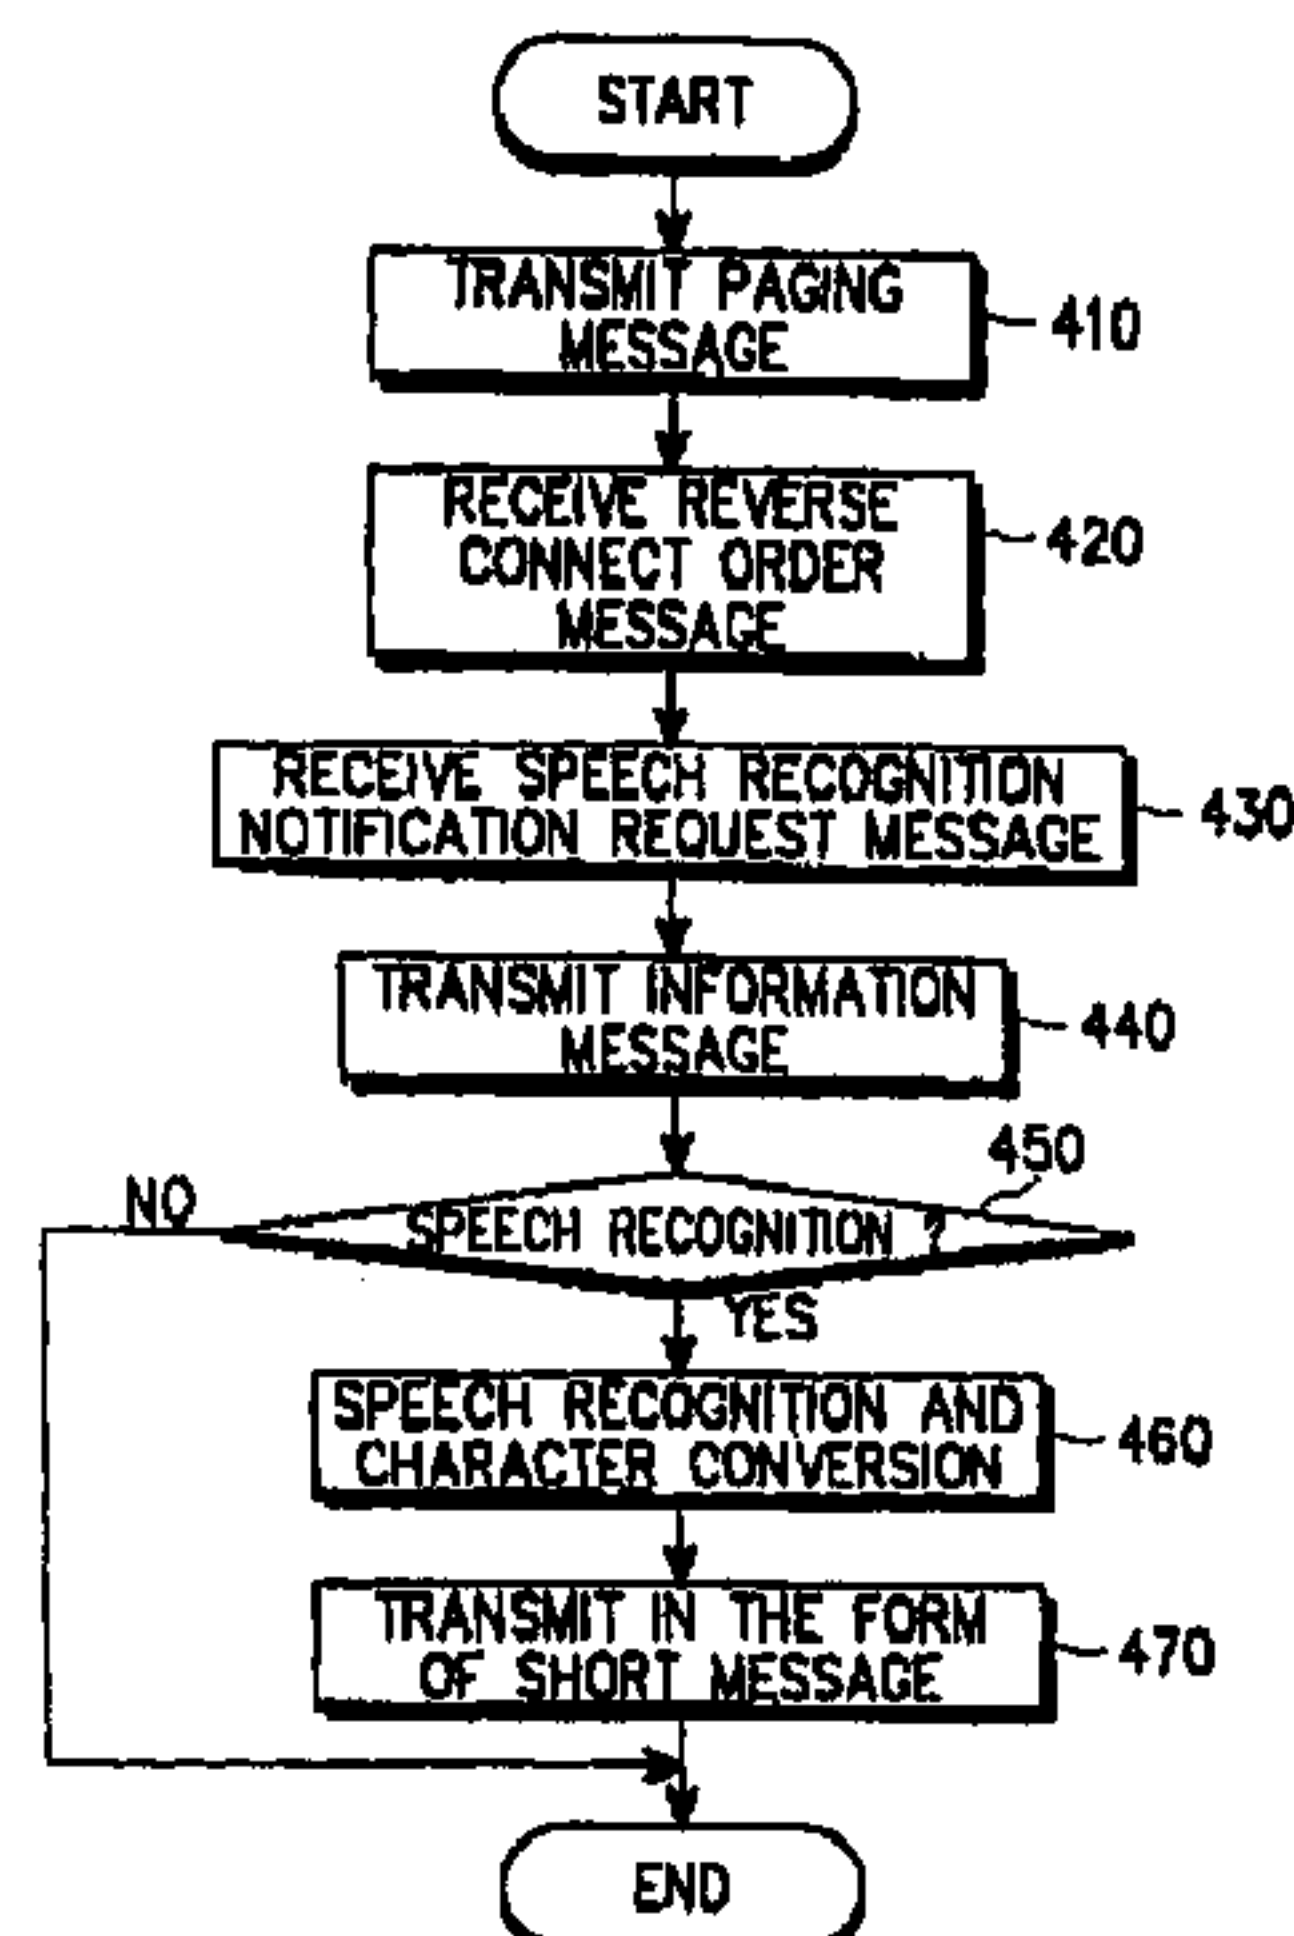 START
TRANSMIT PAGING
MESSAGE
410
RECEIVE REVERSE
CONNECT ORDER
MESSAGE
420
RECEIVE SPEECH RECOGNITION
NOTIFICATION REQUEST MESSAGE
430
TRANSMIT INFORMATION
MESSAGE
440
450
NO
SPEECH RECOGNITION ?
YES
SPEECH RECOGNITION AND
CHARACTER CONVERSION
460
TRANSMIT IN THE FORM
OF SHORT MESSAGE
470
END